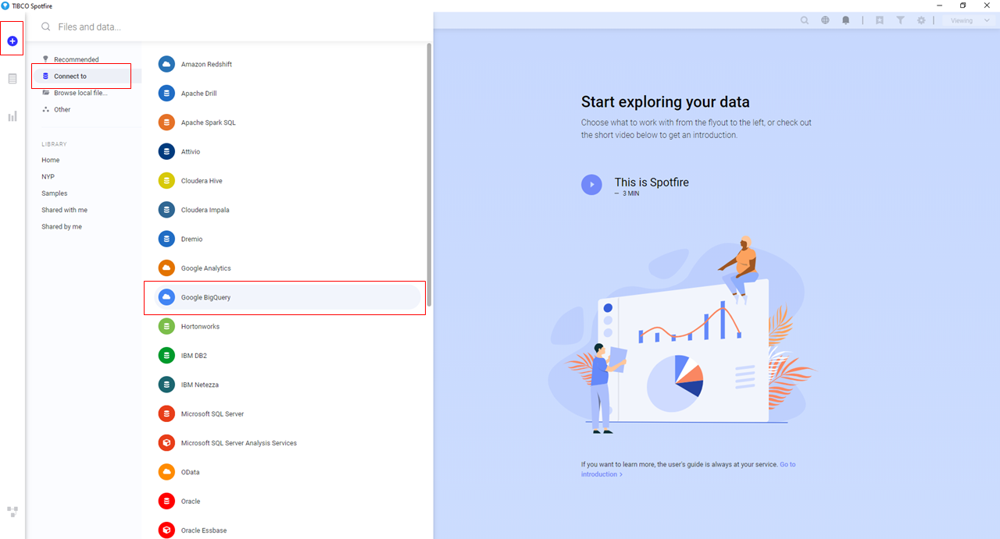 TIBCO Spotfire
Files and data...
Viewing
Recommended
Connect to
Browse local file...
Other
LIBRARY
Home
NYP
Samples
Shared with me
Shared by me
Amazon Redshift
Apache Drill
Apache Spark SQL
Attivio
Cloudera Hive
Cloudera Impala
Dremio
Google Analytics
Google BigQuery
Hortonworks
IBM DB2
IBM Netezza
Microsoft SQL Server
Microsoft SQL Server Analysis Services
OData
Oracle
Oracle Essbase
Start exploring your data
Choose what to work with from the flyout to the left, or check out
the short video below to get an introduction.
This is Spotfire
— 3 MIN
If you want to learn more, the user's guide is always at your service. Go to
introduction >